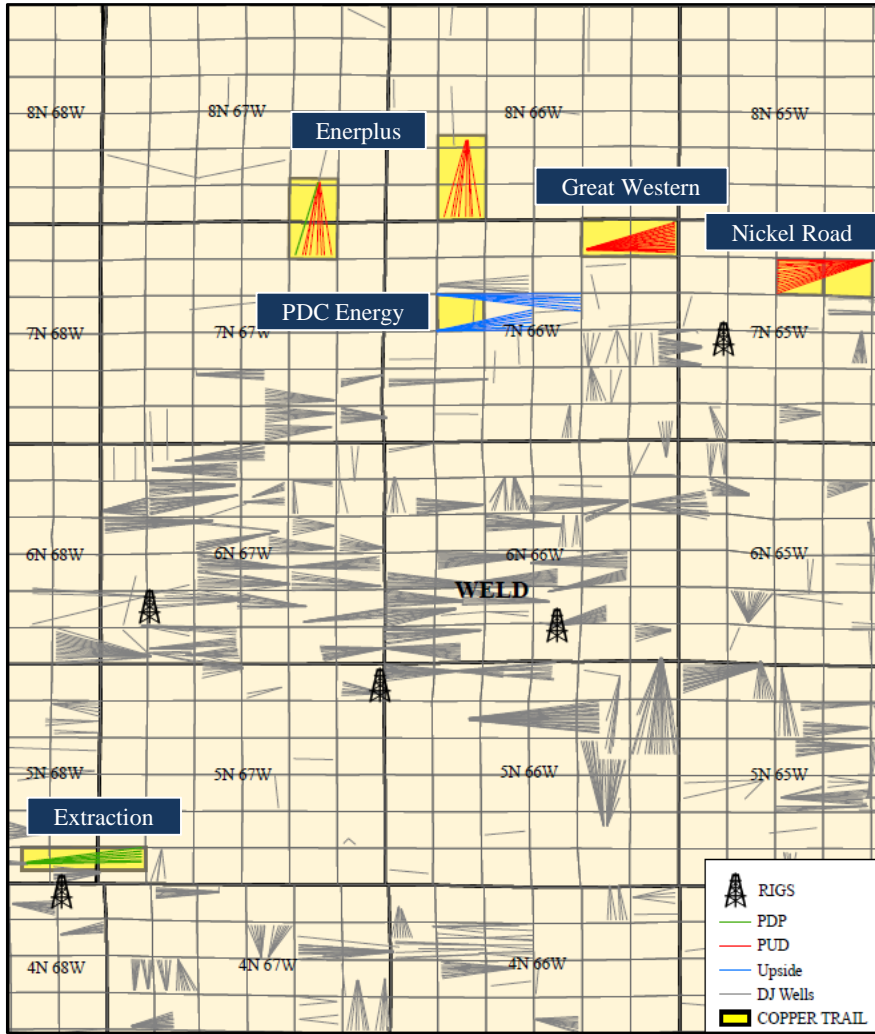 8N 68W
8N 67W
8N 66W
8N 65W
Enerplus
Great Western
Nickel Road
PDC Energy
7N 68W
7N 67W
7N 66W
7N 65W
6N 68W
6N 67W
6N 66W
6N 65W
WELD
5N 68W
5N 67W
5N 66W
5N 65W
Extraction
4N 68W
4N 67W
4N 66W
RIGS
PDP
PUD
Upside
DJ Wells
COPPER TRAIL